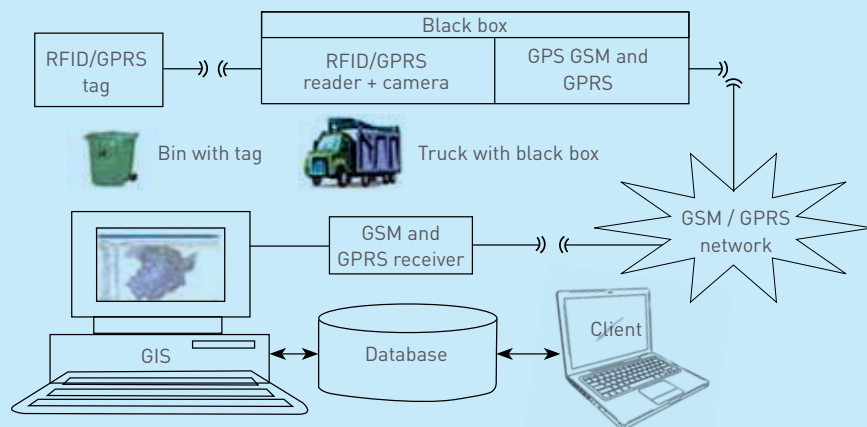 Black box
RFID/GPRS
tag
RFID/GPRS
reader + camera
GPS GSM and
GPRS
Bin with tag
Truck with black box
GSM / GPRS
network
GSM and
GPRS receiver
GIS
Database
Client